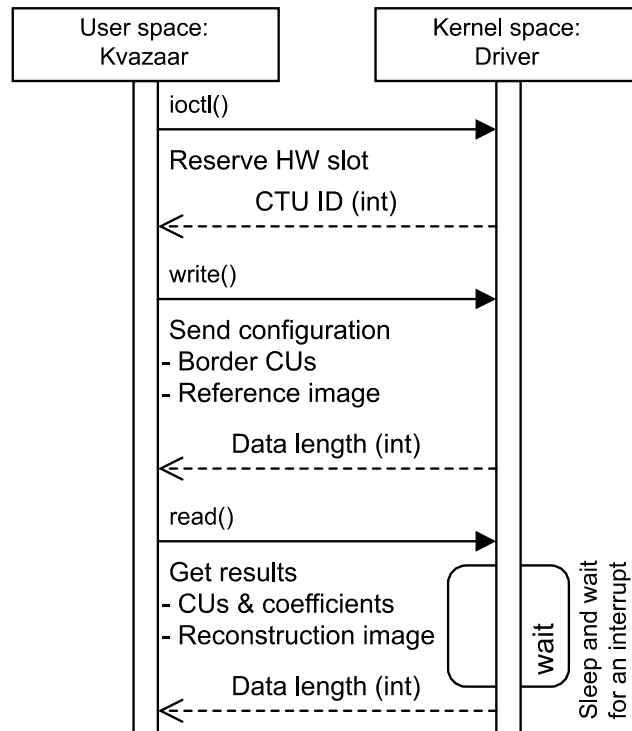 User space:
Kvazaar
Kernel space:
Driver
ioctl()
Reserve HW slot
CTU ID (int)
write()
Send configuration
- Border CUs
- Reference image
Data length (int)
read()
Get results
- CUs & coefficients
- Reconstruction image
wait
Sleep and wait
for an interrupt
Data length (int)